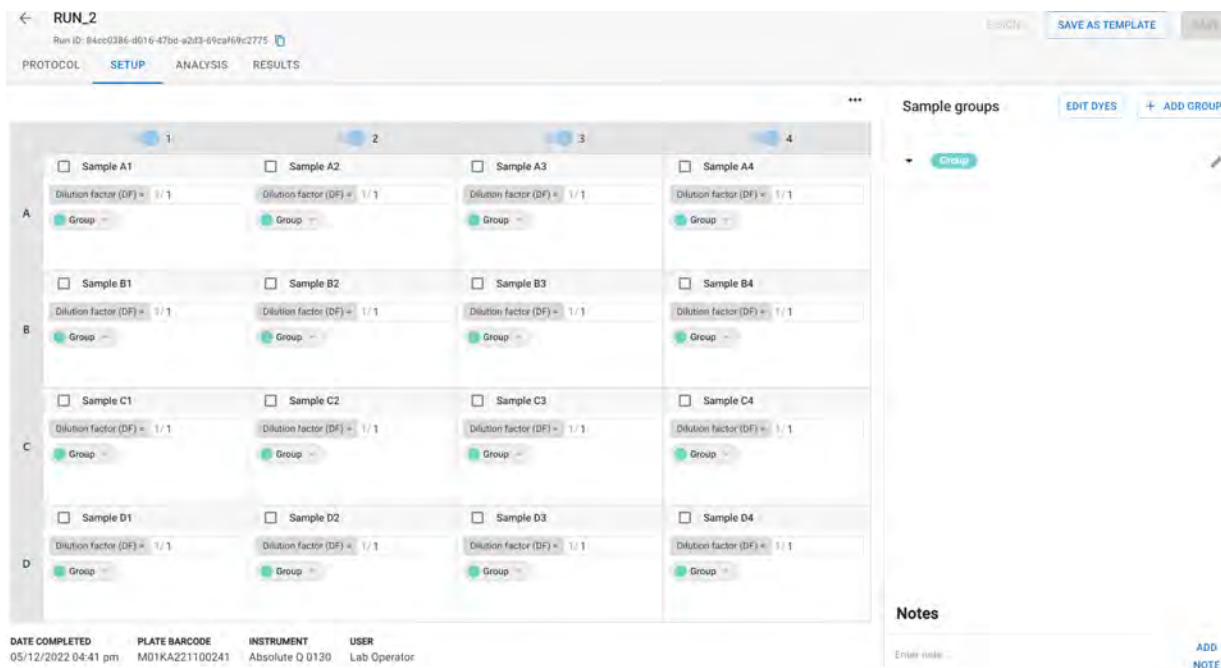 RUN_2
SIGN
SAVE AS TEMPLATE
SAVE
Run ID: 84cc0386-d016-47bd-a2d3-69caf69c2775
PROTOCOL SETUP ANALYSIS RESULTS
Sample groups
EDIT DYES
+ ADD GROUP
1 2 3 4
Group
Sample A1 Sample A2 Sample A3 Sample A4
Dilution factor (DF) = 1/ 1 Dilution factor (DF) = 1/ 1 Dilution factor (DF) = 1/ 1 Dilution factor (DF) = 1/ 1
A
Group Group Group Group
Sample B1 Sample B2 Sample B3 Sample B4
Dilution factor (DF) = 1/ 1 Dilution factor (DF) = 1/ 1 Dilution factor (DF) = 1/ 1 Dilution factor (DF) = 1/ 1
B
Group Group Group Group
Sample C1 Sample C2 Sample C3 Sample C4
Dilution factor (DF) = 1/ 1 Dilution factor (DF) = 1/ 1 Dilution factor (DF) = 1/ 1 Dilution factor (DF) = 1/ 1
C
Group Group Group Group
Sample D1 Sample D2 Sample D3 Sample D4
Dilution factor (DF) = 1/ 1 Dilution factor (DF) = 1/ 1 Dilution factor (DF) = 1/ 1 Dilution factor (DF) = 1/ 1
D
Group Group Group Group
Notes
Enter note...
ADD
NOTE
DATE COMPLETED PLATE BARCODE INSTRUMENT USER
05/12/2022 04:41 pm M01KA221100241 Absolute Q 0130 Lab Operator